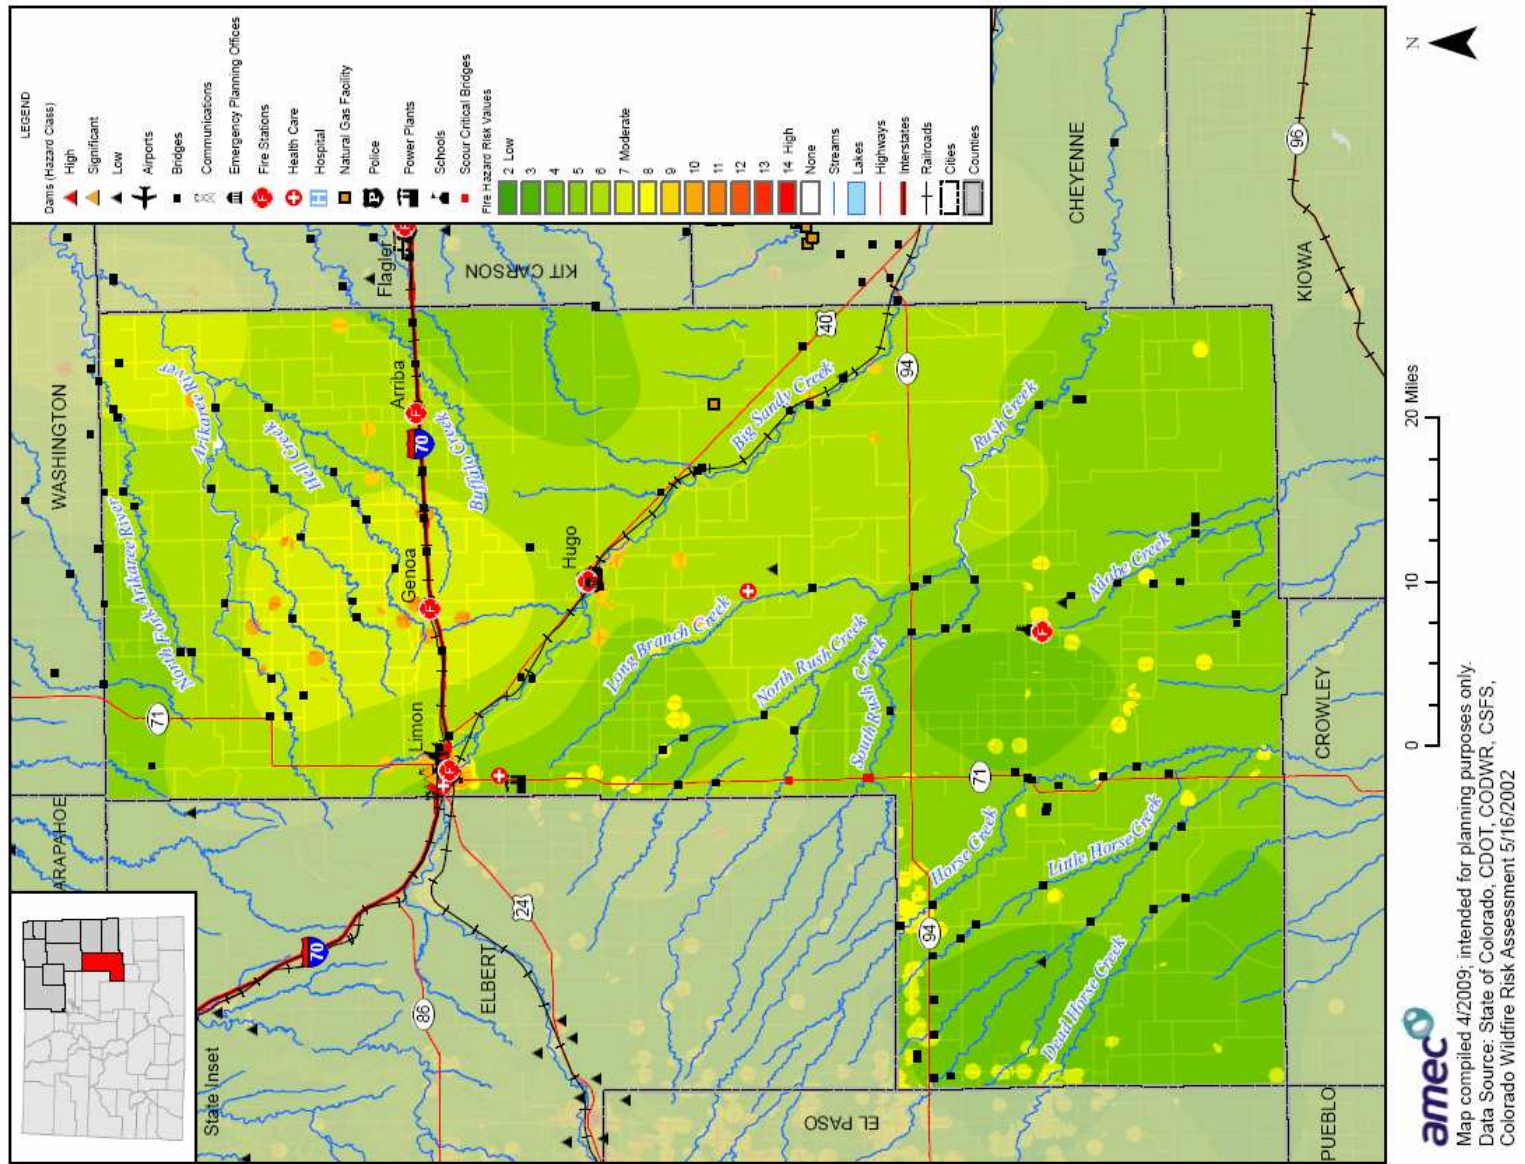 LEGEND
Dams (Hazard Class)
High
Significant
Low
Airports
Bridges
Communications
Emergency Planning Offices
Fire Stations
Health Care
Hospital
Natural Gas Facility
Police
Power Plants
Schools
Scour Critical Bridges
Fire Hazard Risk Values
2 Low
3
4
5
6
7 Moderate
8
9
10
11
12
13
14 High
None
Streams
Lakes
Highways
Interstates
Railroads
Cities
Counties
N
State Inset
ARAPAHOE
WASHINGTON
KIT CARSON
CHEYENNE
KIOWA
CROWLEY
PUEBLO
EL PASO
ELBERT
Limon
Genoa
Arriba
Flagler
Hugo
North Fork Arikaree River
Arikaree River
Hell Creek
Buffalo Creek
Big Sandy Creek
Rush Creek
Long Branch Creek
North Rush Creek
South Rush Creek
Adobe Creek
Horse Creek
Little Horse Creek
Dead Horse Creek
71
71
70
70
86
24
40
94
94
96
0
10
20 Miles
amec
Map compiled 4/2009; intended for planning purposes only.
Data Source: State of Colorado, CDOT, CODWR, CSFS,
Colorado Wildfire Risk Assessment 5/16/2002